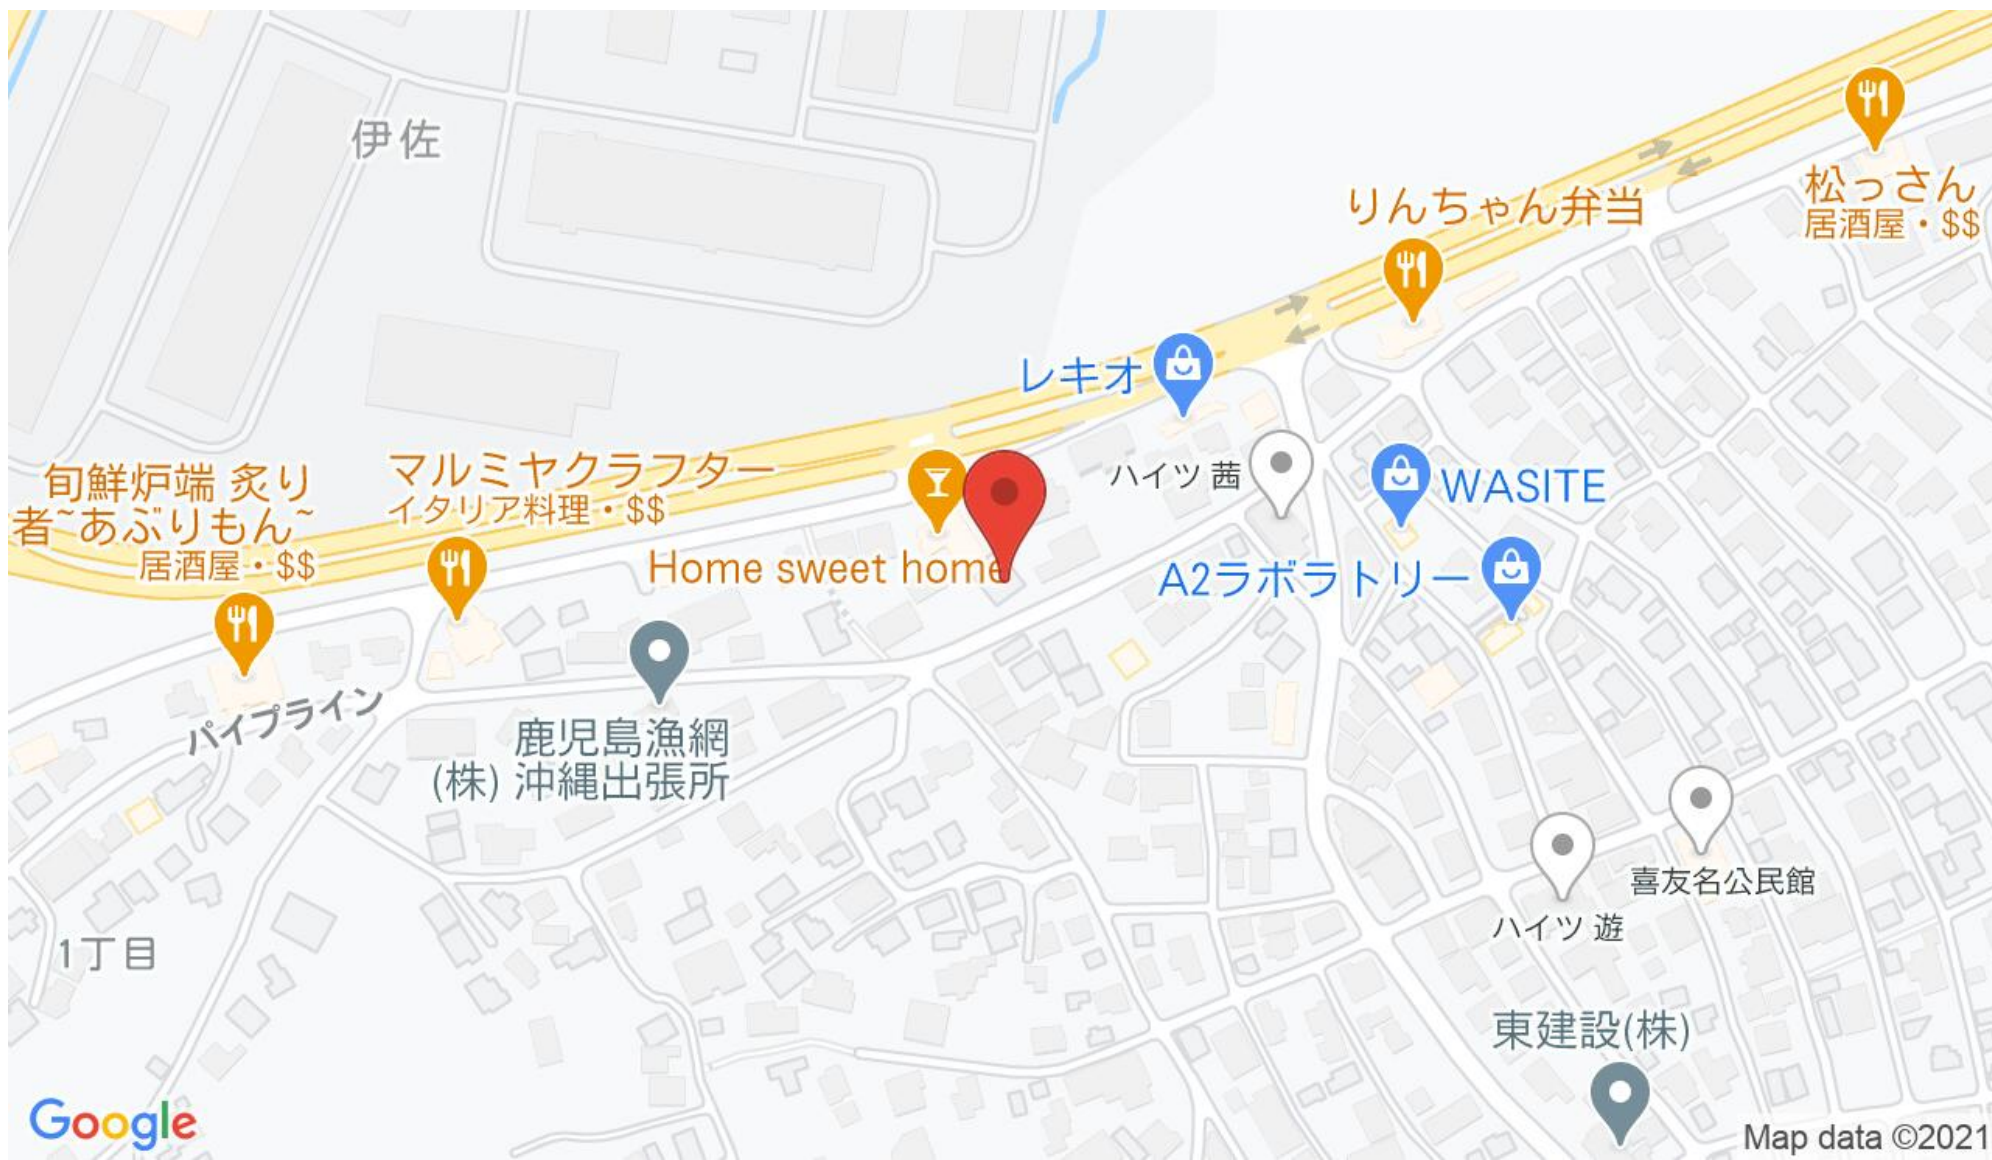 伊佐
松っさん
居酒屋・$$
りんちゃん弁当
レキオ
旬鮮炉端 炙り
者~あぶりもん~
居酒屋・$$
マルミヤクラフター
イタリア料理・$$
ハイツ 茜
WASITE
Home sweet home
A2ラボラトリー
パイプライン
鹿児島漁網
(株) 沖縄出張所
喜友名公民館
ハイツ 遊
1丁目
東建設(株)
Google
Map data ©2021